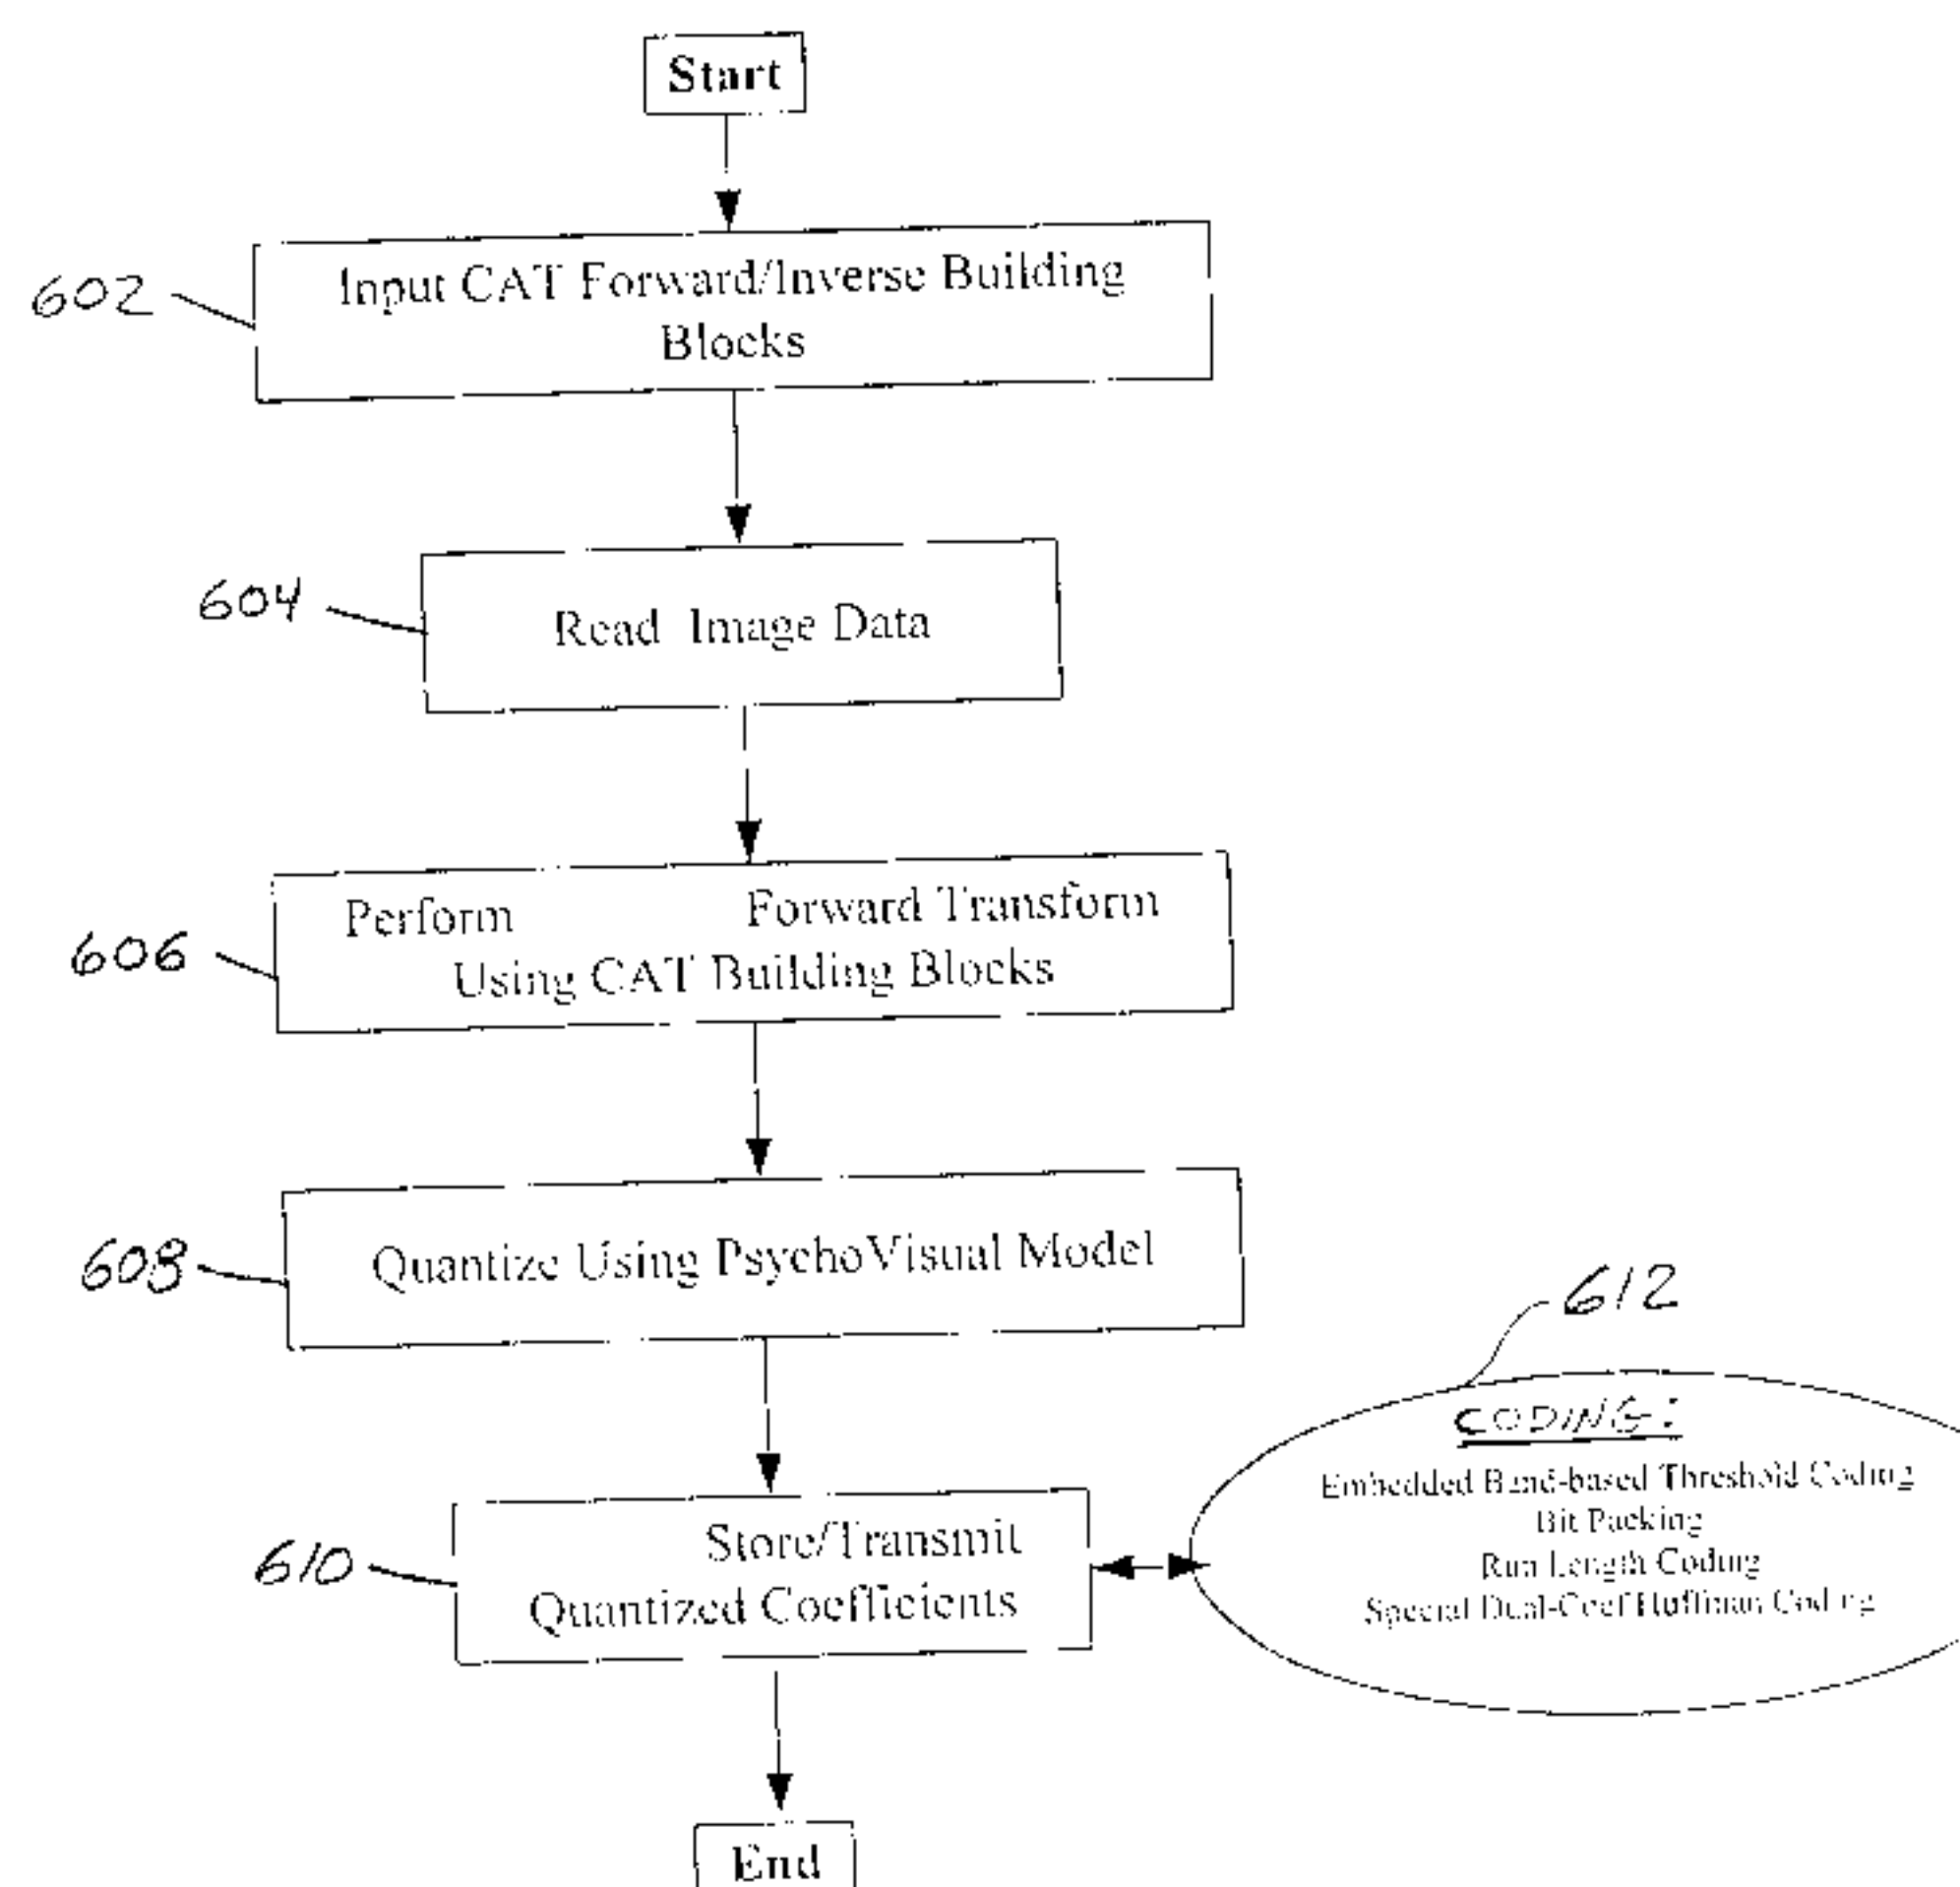 Start
602
Input CAT Forward/Inverse Building
Blocks
604
Read Image Data
606
Perform Forward Transform
Using CAT Building Blocks
608
Quantize Using PsychoVisual Model
612
CODING:
Embedded Band-based Threshold Coding
Bit Packing
Run Length Coding
Special Dual-Coef Huffman Coding
610
Store/Transmit
Quantized Coefficients
End